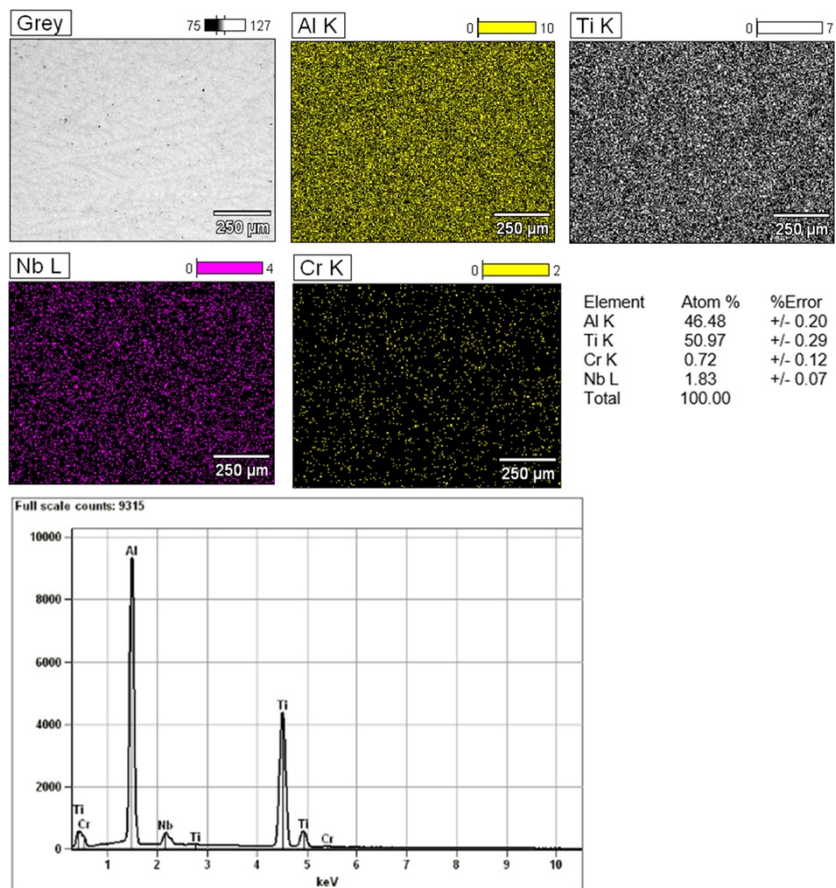 Grey 75 127
250 µm
Al K 0 10
250 µm
Ti K 0 7
250 µm
Nb L 0 4
250 µm
Cr K 0 2
250 µm
Element Atom % %Error
Al K 46.48 +/- 0.20
Ti K 50.97 +/- 0.29
Cr K 0.72 +/- 0.12
Nb L 1.83 +/- 0.07
Total 100.00
Full scale counts: 9315
10000
8000
6000
4000
2000
0
Ti
Cr
Al
Nb
Ti
Ti
Ti
Cr
1 2 3 4 5 6 7 8 9 10
keV